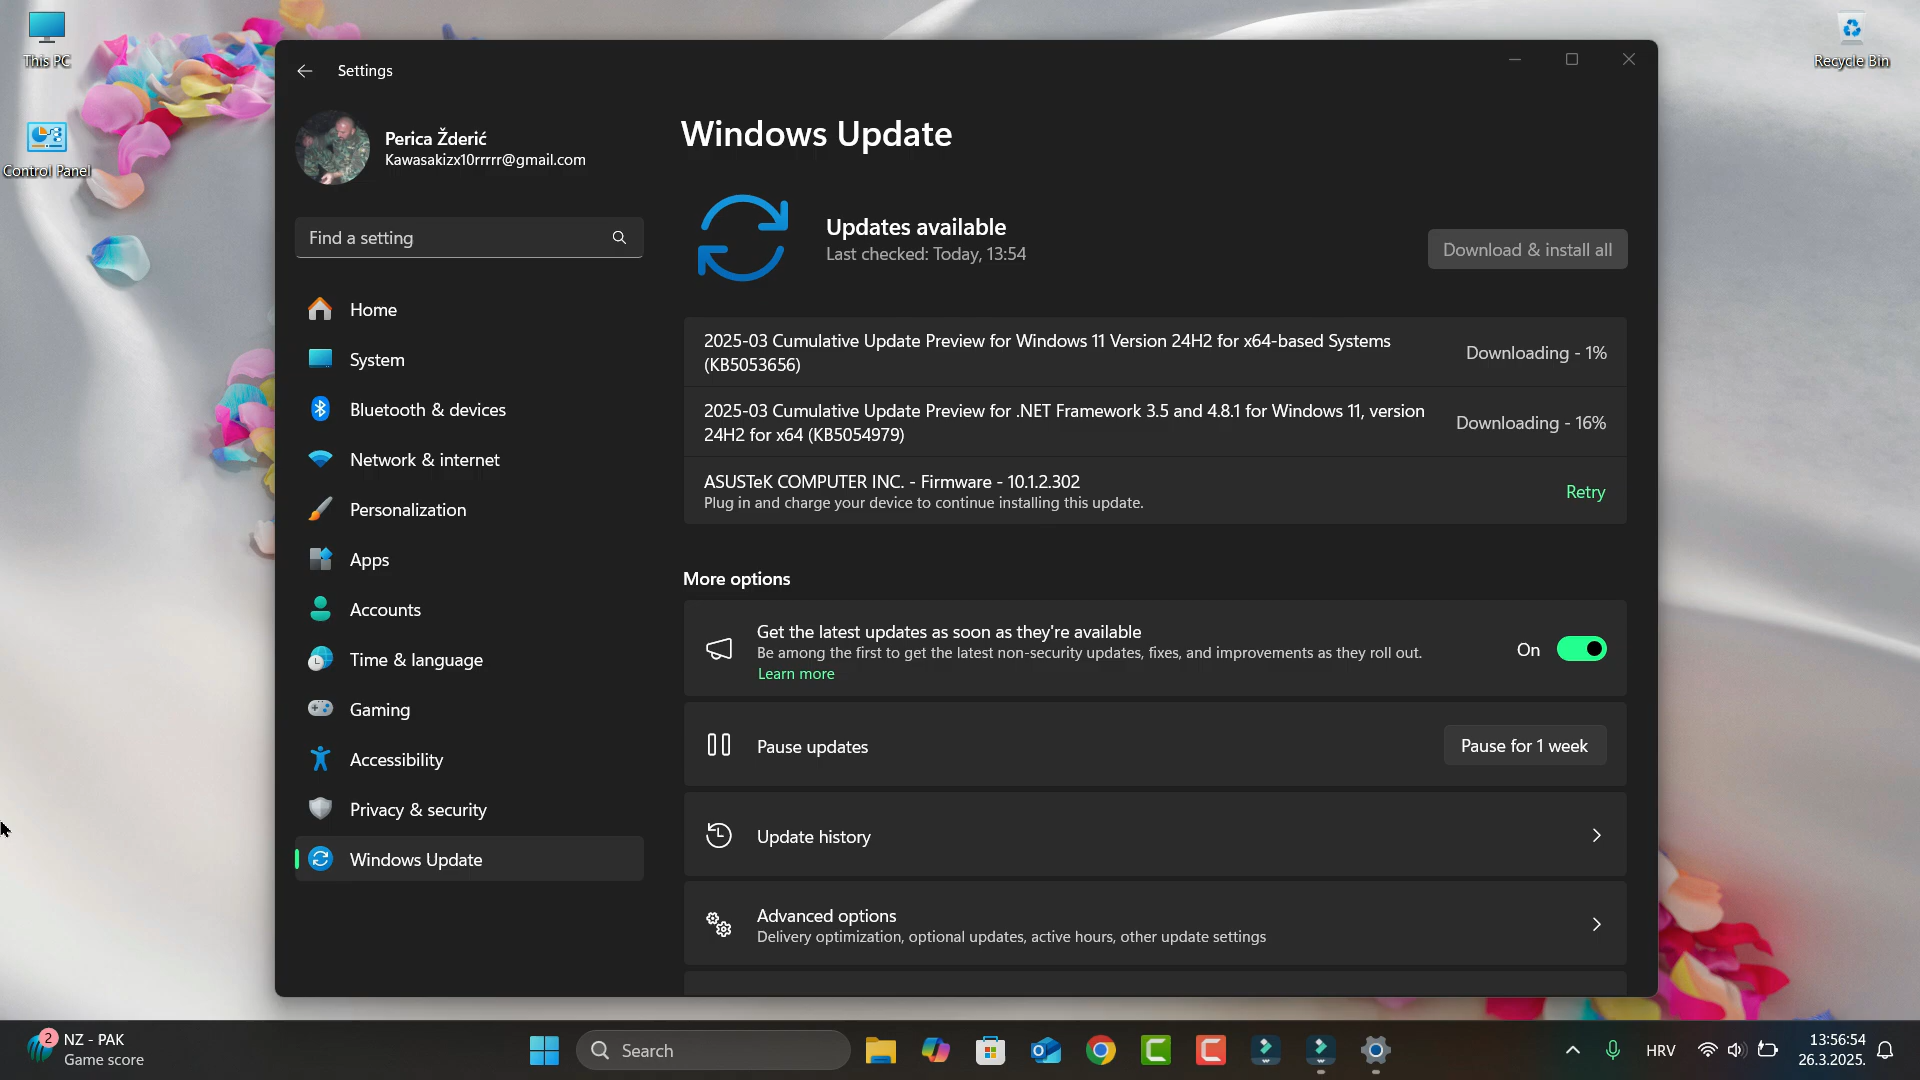 This PC
Control Panel
Recycle Bin
Settings
Perica Žderić
Kawasakizx10rrrrr@gmail.com
Find a setting
Home
System
Bluetooth & devices
Network & internet
Personalization
Apps
Accounts
Time & language
Gaming
Accessibility
Privacy & security
Windows Update
Windows Update
Updates available
Last checked: Today, 13:54
Download & install all
2025-03 Cumulative Update Preview for Windows 11 Version 24H2 for x64-based Systems
(KB5053656)
Downloading - 1%
2025-03 Cumulative Update Preview for .NET Framework 3.5 and 4.8.1 for Windows 11, version
24H2 for x64 (KB5054979)
Downloading - 16%
ASUSTeK COMPUTER INC. - Firmware - 10.1.2.302
Plug in and charge your device to continue installing this update.
Retry
More options
Get the latest updates as soon as they're available
Be among the first to get the latest non-security updates, fixes, and improvements as they roll out.
Learn more
On
Pause updates
Pause for 1 week
Update history
Advanced options
Delivery optimization, optional updates, active hours, other update settings
2
NZ - PAK
Game score
Search
HRV
13:56:54
26.3.2025.